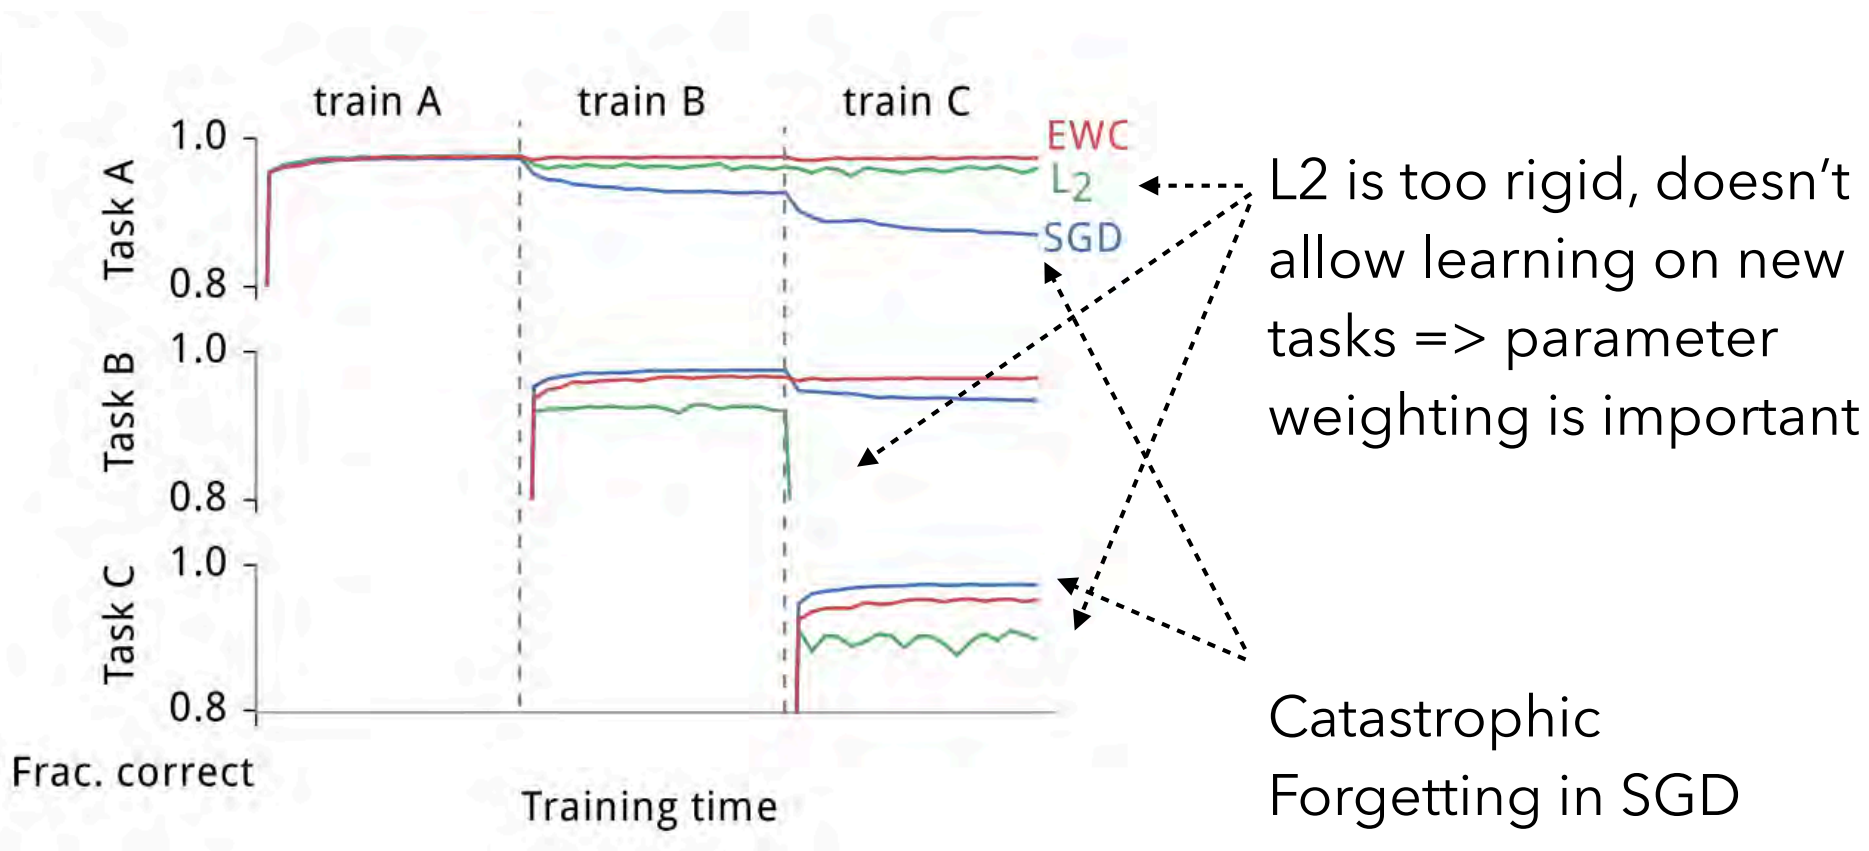 train A
train B
train C
EWC
L2
SGD
Task A
1.0
0.8
Task B
1.0
0.8
Task C
1.0
0.8
Frac. correct
Training time
L2 is too rigid, doesn’t
allow learning on new
tasks => parameter
weighting is important
Catastrophic
Forgetting in SGD